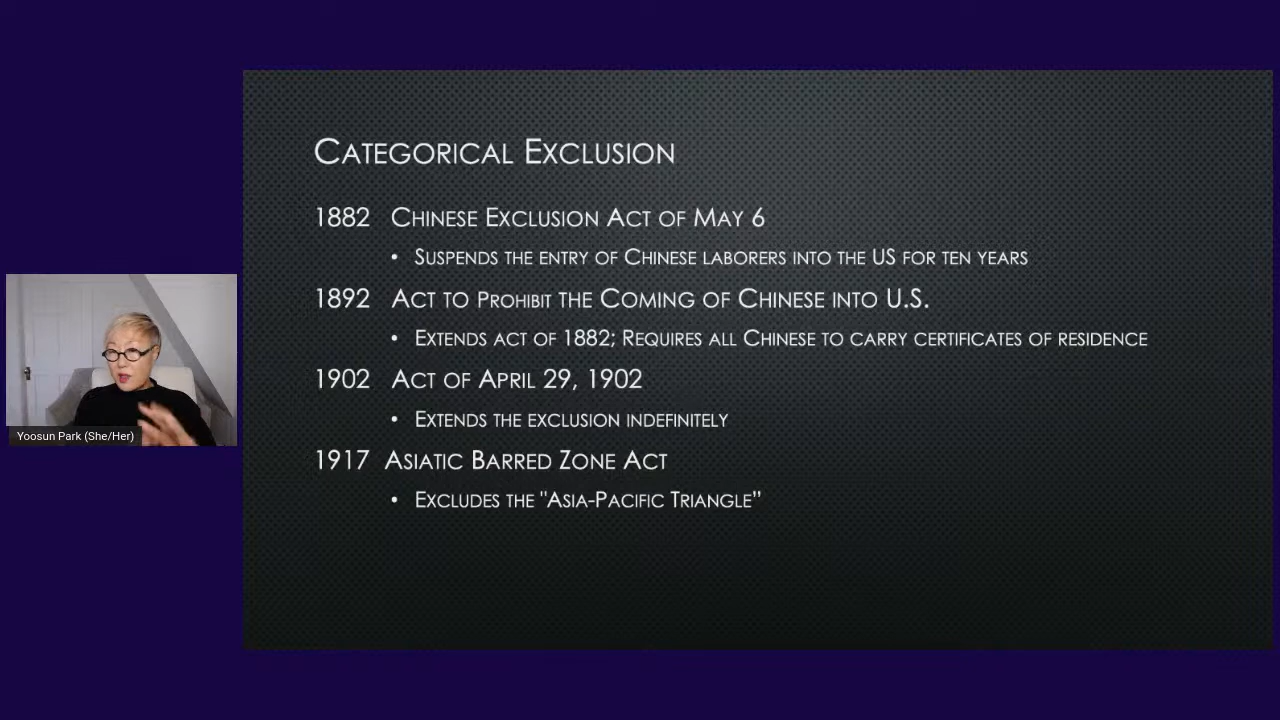 Categorical Exclusion
1882 Chinese Exclusion Act of May 6
• Suspends the entry of Chinese laborers into the US for ten years
1892 Act to Prohibit the Coming of Chinese into U.S.
• Extends act of 1882; Requires all Chinese to carry certificates of residence
1902 Act of April 29, 1902
• Extends the exclusion indefinitely
1917 Asiatic Barred Zone Act
• Excludes the "Asia-Pacific Triangle”
Yoosun Park (She/Her)